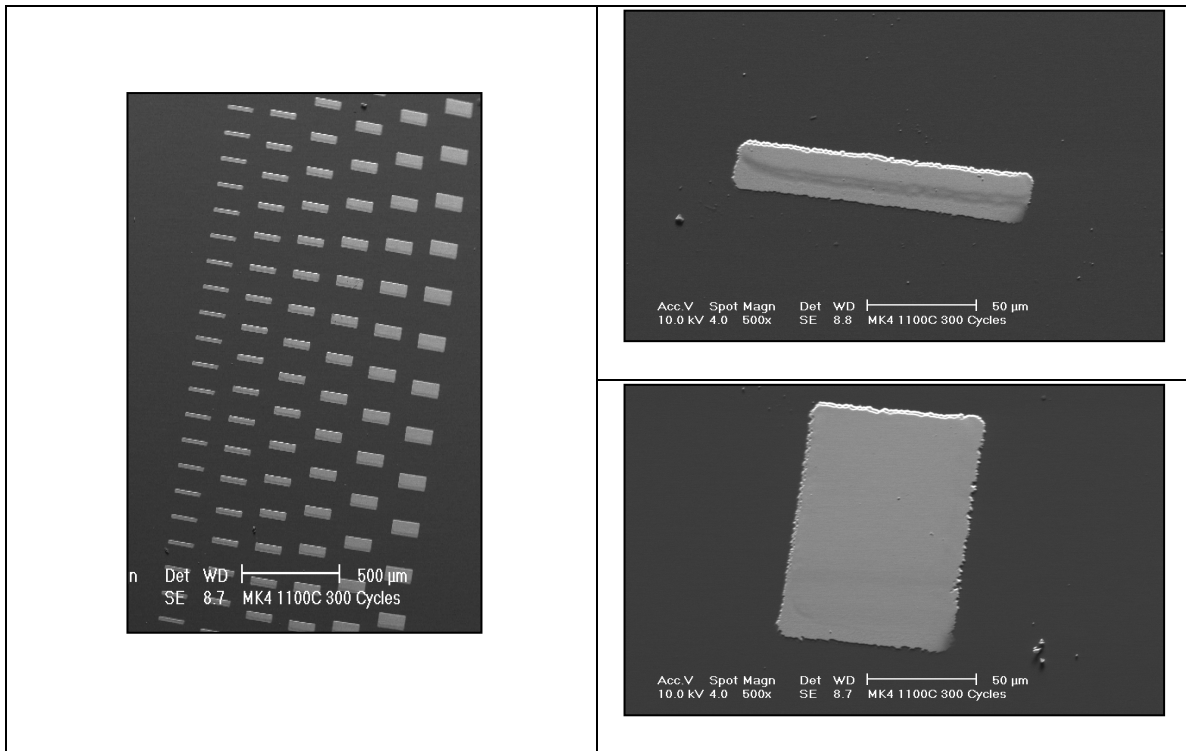 n Det WD 500 µm
SE 8.7 MK4 1100C 300 Cycles
Acc.V Spot Magn Det WD 50 µm
10.0 kV 4.0 500x SE 8.8 MK4 1100C 300 Cycles
Acc.V Spot Magn Det WD 50 µm
10.0 kV 4.0 500x SE 8.7 MK4 1100C 300 Cycles